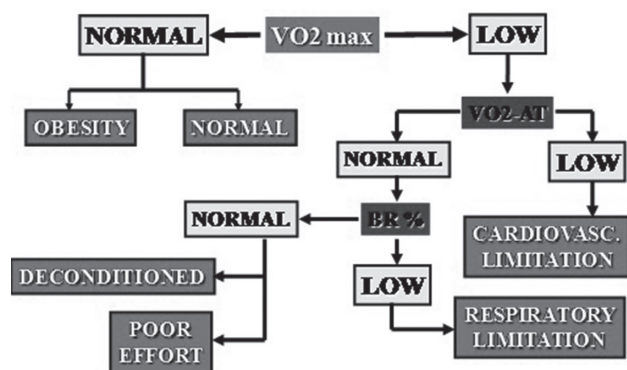 NORMAL
VO2 max
LOW
OBESITY
NORMAL
VO2-AT
NORMAL
LOW
NORMAL
BR %
CARDIOVASC.
LIMITATION
DECONDITIONED
LOW
POOR
EFFORT
RESPIRATORY
LIMITATION